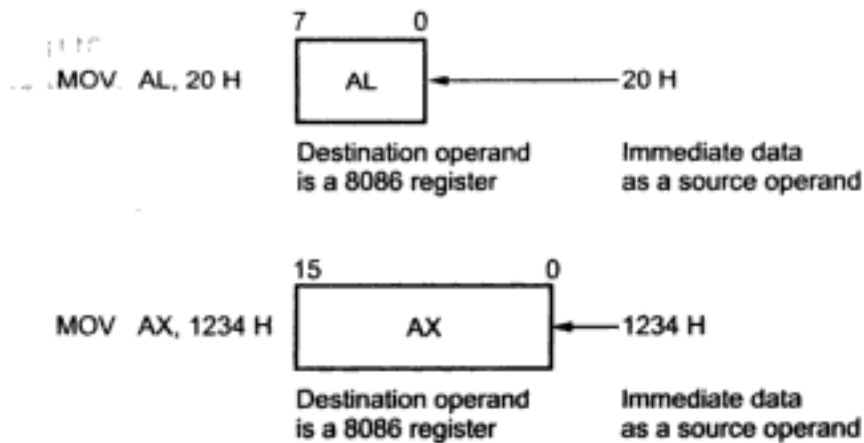 7 0
MOV AL, 20 H AL 20 H
Destination operand Immediate data
is a 8086 register as a source operand
15 0
MOV AX, 1234 H AX 1234 H
Destination operand Immediate data
is a 8086 register as a source operand